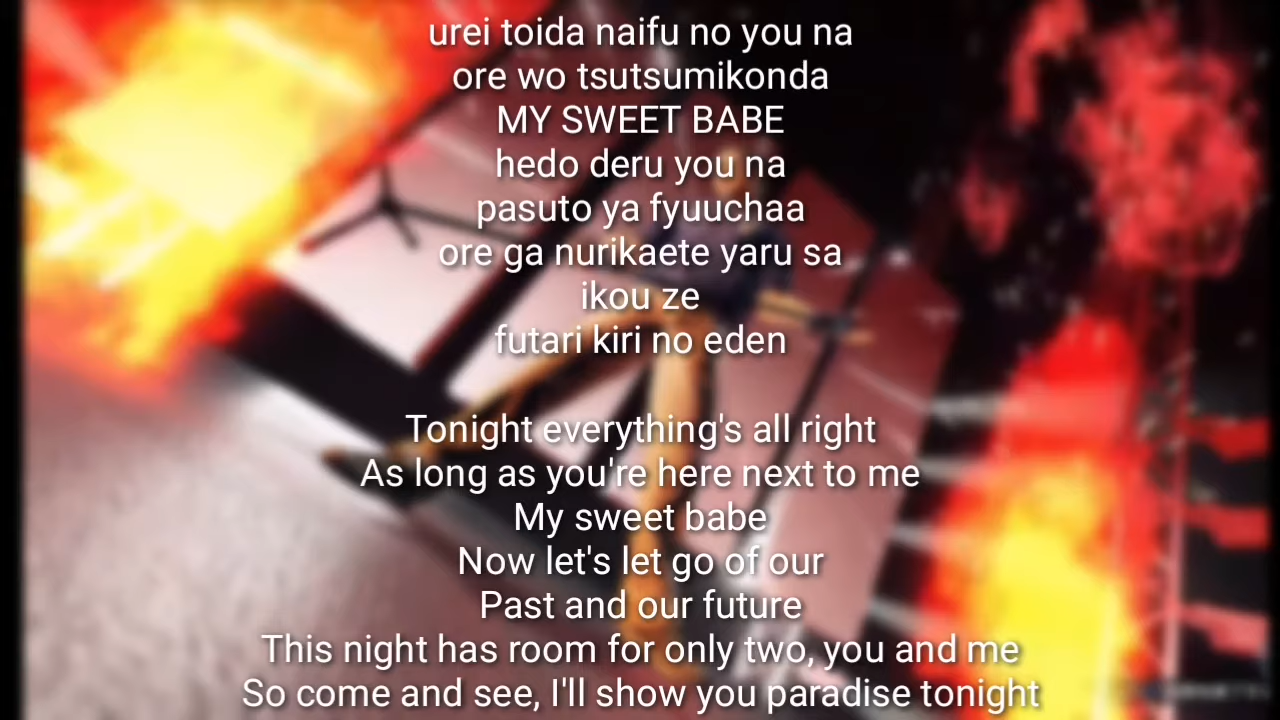 urei toida naifu no you na
ore wo tsutsumikonda
MY SWEET BABE
hedo deru you na
pasuto ya fyuuchaa
ore ga nurikaete yaru sa
ikou ze
futari kiri no eden
Tonight everything's all right
As long as you're here next to me
My sweet babe
Now let's let go of our
Past and our future
This night has room for only two, you and me
So come and see, I'll show you paradise tonight